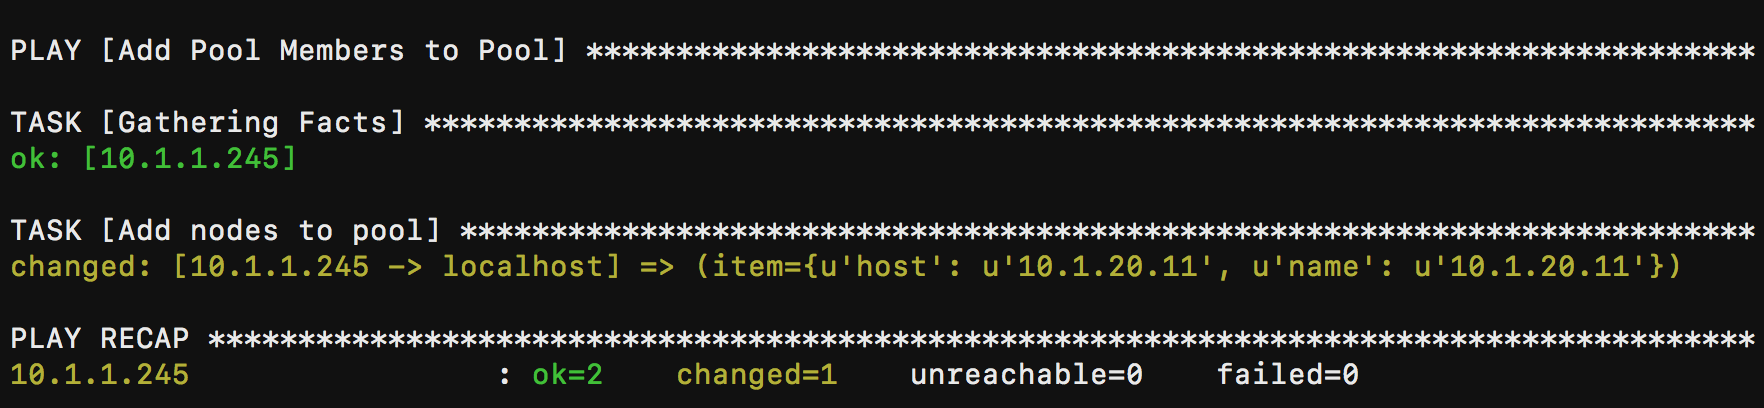 PLAY [Add Pool Members to Pool] *****************************************************************
TASK [Gathering Facts] **************************************************************************
ok: [10.1.1.245]
TASK [Add nodes to pool] ************************************************************************
changed: [10.1.1.245 -> localhost] => (item={u'host': u'10.1.20.11', u'name': u'10.1.20.11'})
PLAY RECAP **************************************************************************************
10.1.1.245                 : ok=2    changed=1    unreachable=0    failed=0